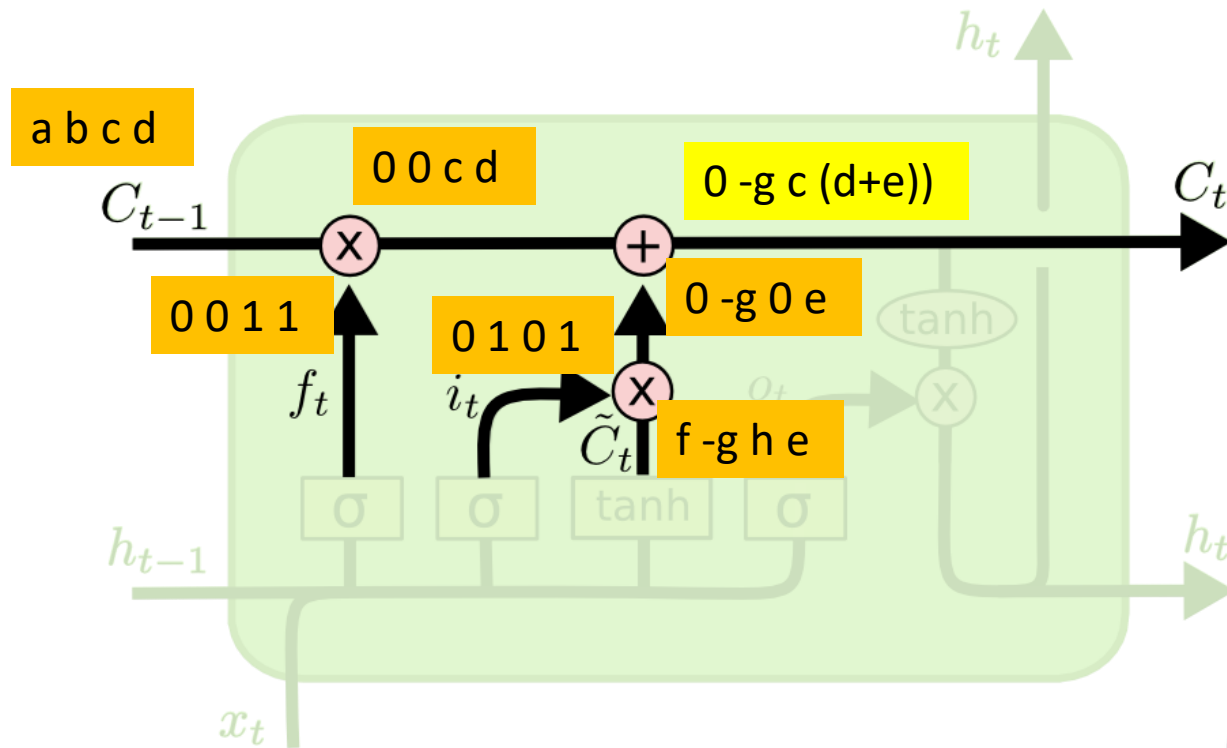 h_t
a b c d
0 0 c d
0 -g c (d+e))
C_{t-1}
C_t
x
+
0 0 1 1
0 1 0 1
0 -g 0 e
tanh
f_t
i_t
x
o_t
x
C̃_t
f -g h e
σ
σ
tanh
σ
h_{t-1}
h_t
x_t